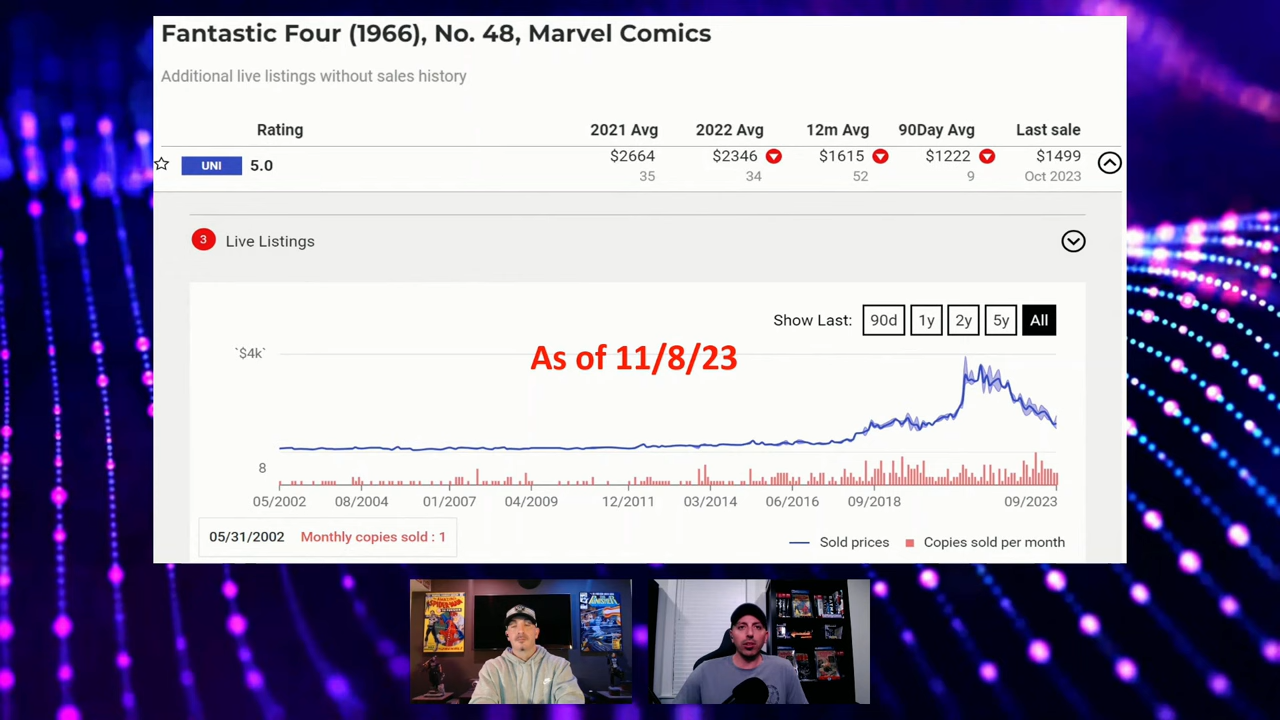 Fantastic Four (1966), No. 48, Marvel Comics
Additional live listings without sales history
Rating 2021 Avg 2022 Avg 12m Avg 90Day Avg Last sale
UNI 5.0 $2664 $2346 $1615 $1222 $1499
35 34 52 9 Oct 2023
3 Live Listings
Show Last: 90d 1y 2y 5y All
`$4k`
As of 11/8/23
8
05/2002 08/2004 01/2007 04/2009 12/2011 03/2014 06/2016 09/2018 09/2023
05/31/2002 Monthly copies sold : 1
Sold prices Copies sold per month
SPIDER-MAN